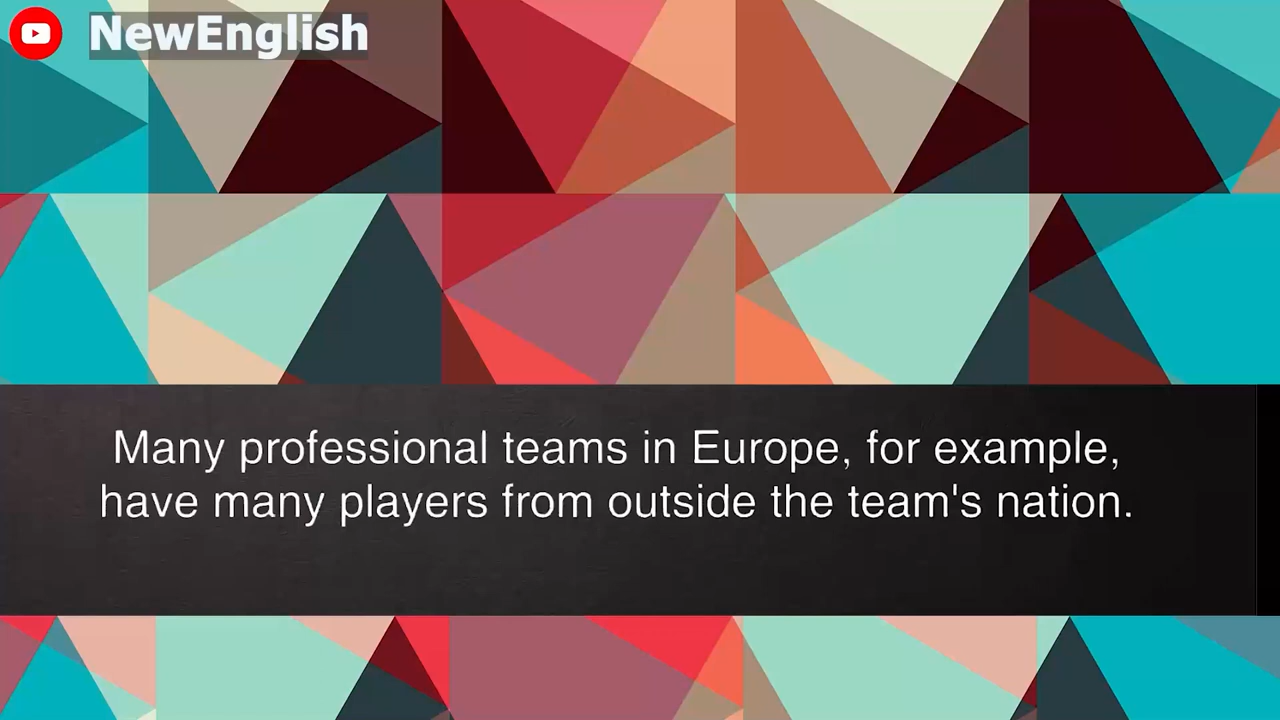 NewEnglish
Many professional teams in Europe, for example,
have many players from outside the team's nation.